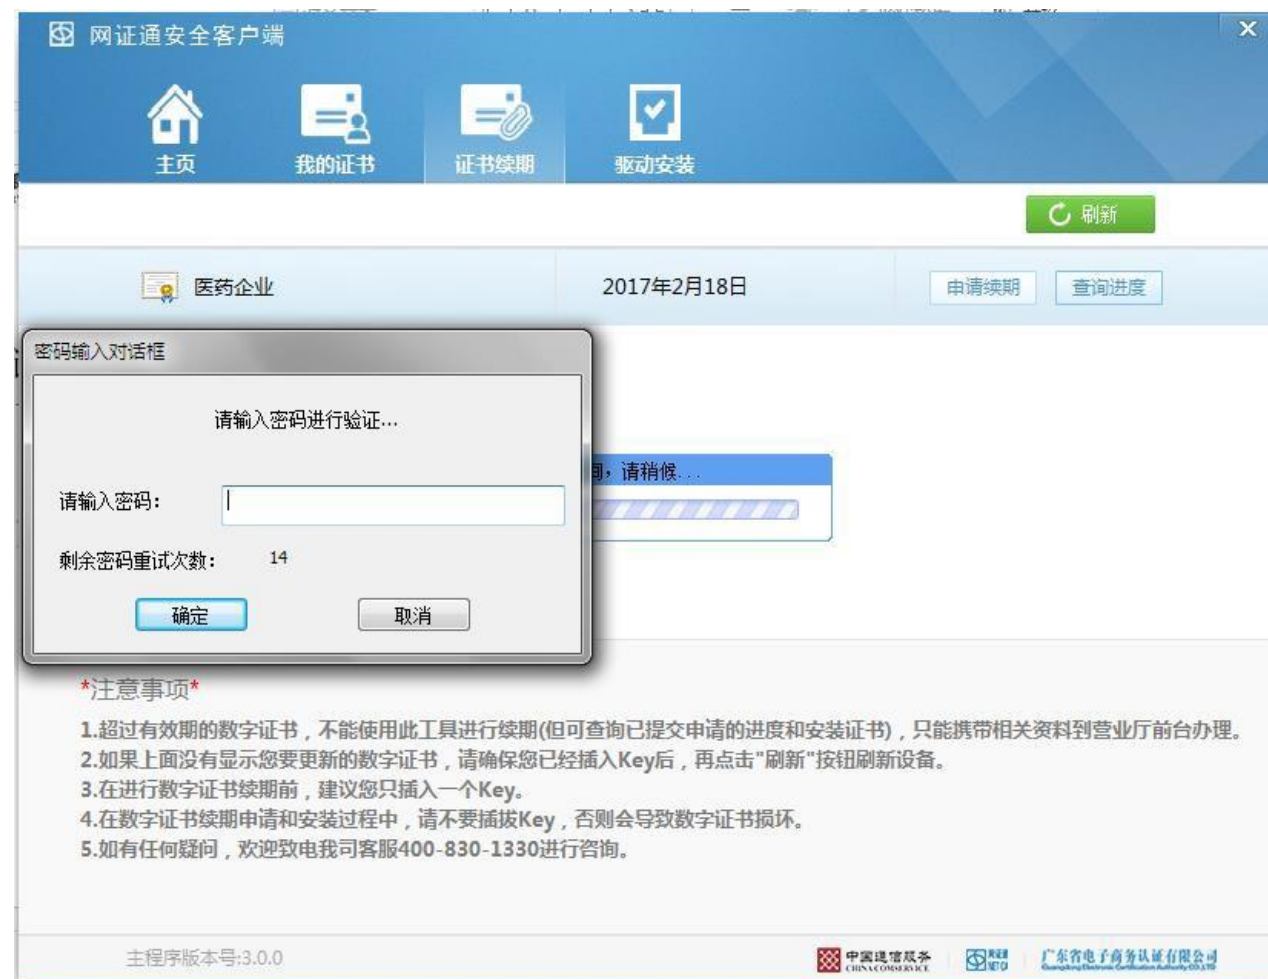 网证通安全客户端
主页
我的证书
证书续期
驱动安装
刷新
医药企业
2017年2月18日
申请续期
查询进度
密码输入对话框
请输入密码进行验证...
，请稍候...
请输入密码：
剩余密码重试次数： 14
确定
取消
*注意事项*
1.超过有效期的数字证书，不能使用此工具进行续期(但可查询已提交申请的进度和安装证书)，只能携带相关资料到营业厅前台办理。
2.如果上面没有显示您要更新的数字证书，请确保您已经插入Key后，再点击"刷新"按钮刷新设备。
3.在进行数字证书续期前，建议您只插入一个Key。
4.在数字证书续期申请和安装过程中，请不要插拔Key，否则会导致数字证书损坏。
5.如有任何疑问，欢迎致电我司客服400-830-1330进行咨询。
主程序版本号:3.0.0
中国通信服务
CHINA COMSERVICE
广东省电子商务认证有限公司